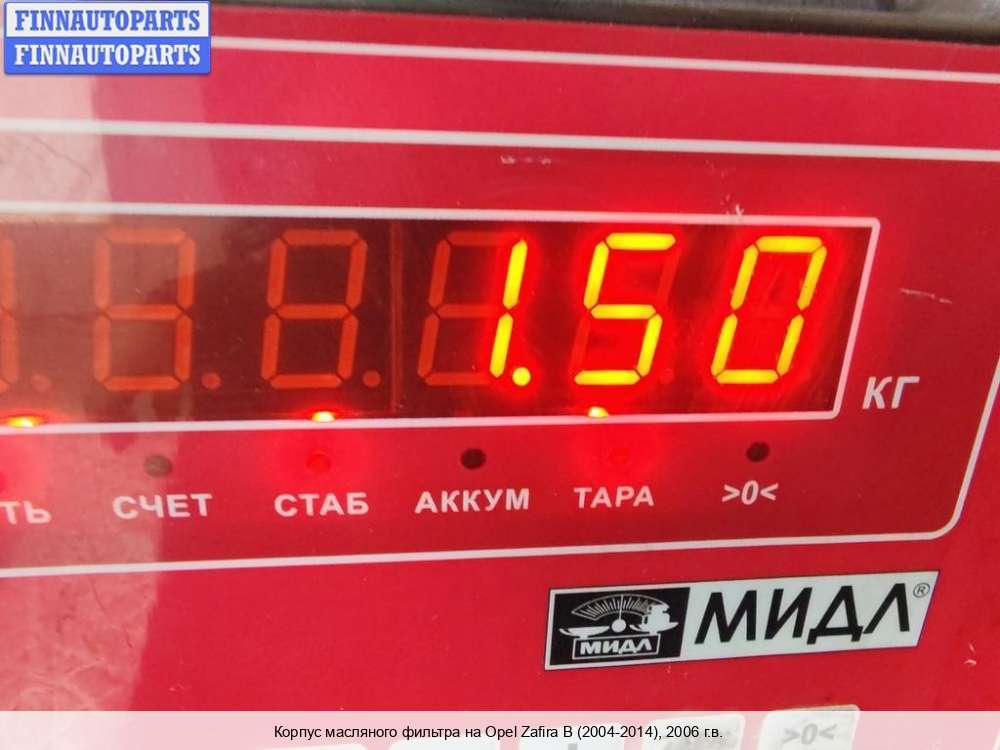 FINNAUTOPARTS
FINNAUTOPARTS
1.50
КГ
СЧЕТ СТАБ АККУМ ТАРА >0<
МИДЛ МИДЛ®
>0<
Корпус масляного фильтра на Opel Zafira B (2004-2014), 2006 г.в.